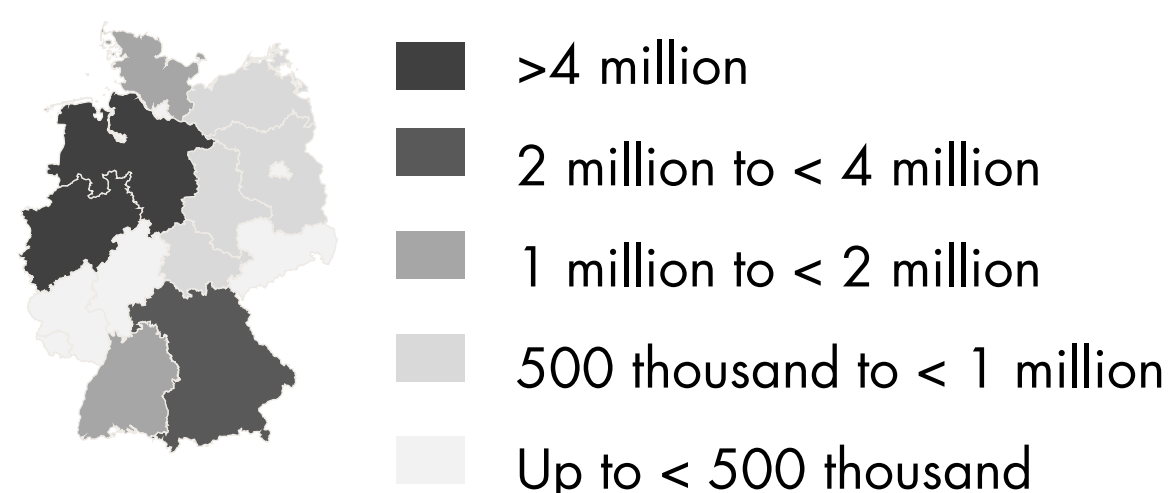 >4 million
2 million to < 4 million
1 million to < 2 million
500 thousand to < 1 million
Up to < 500 thousand